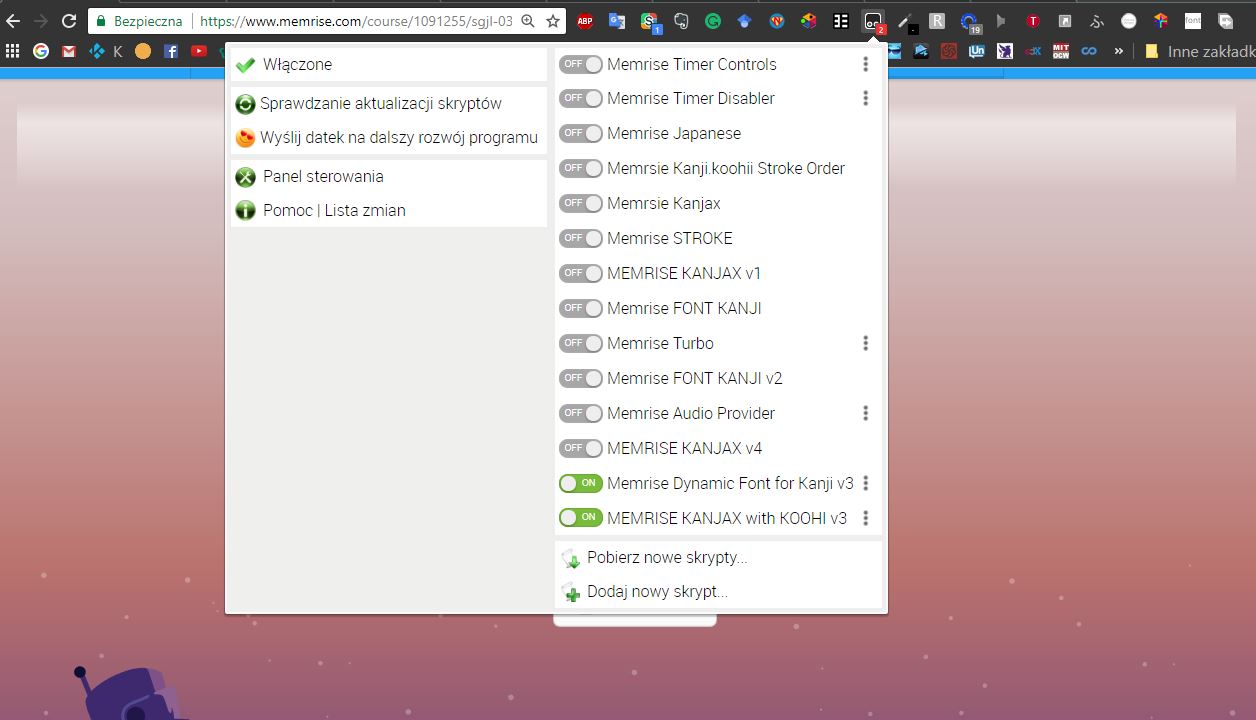 Bezpieczna
https://www.memrise.com/course/1091255/sgjl-03
ABP
1
2
19
R
T
font
K
Un
MIT
OCW
»
Inne zakładk
Włączone
Sprawdzanie aktualizacji skryptów
Wyślij datek na dalszy rozwój programu
Panel sterowania
Pomoc | Lista zmian
OFF Memrise Timer Controls
OFF Memrise Timer Disabler
OFF Memrise Japanese
OFF Memrsie Kanji.koohii Stroke Order
OFF Memrsie Kanjax
OFF Memrise STROKE
OFF MEMRISE KANJAX v1
OFF Memrise FONT KANJI
OFF Memrise Turbo
OFF Memrise FONT KANJI v2
OFF Memrise Audio Provider
OFF MEMRISE KANJAX v4
ON Memrise Dynamic Font for Kanji v3
ON MEMRISE KANJAX with KOOHI v3
Pobierz nowe skrypty...
Dodaj nowy skrypt...